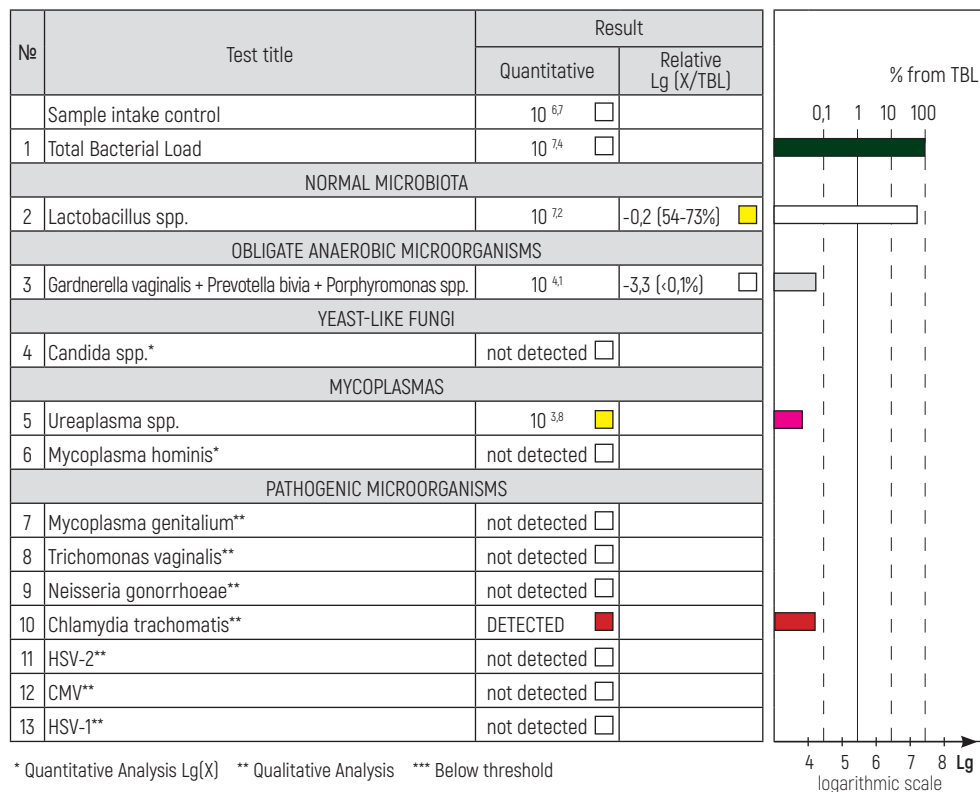 № Test title Result
Quantitative Relative Lg (X/TBL)
% from TBL
0,1 1 10 100
Sample intake control 10 6,7
1 Total Bacterial Load 10 7,4
NORMAL MICROBIOTA
2 Lactobacillus spp. 10 7,2 -0,2 (54-73%)
OBLIGATE ANAEROBIC MICROORGANISMS
3 Gardnerella vaginalis + Prevotella bivia + Porphyromonas spp. 10 4,1 -3,3 (<0,1%)
YEAST-LIKE FUNGI
4 Candida spp.* not detected
MYCOPLASMAS
5 Ureaplasma spp. 10 3,8
6 Mycoplasma hominis* not detected
PATHOGENIC MICROORGANISMS
7 Mycoplasma genitalium** not detected
8 Trichomonas vaginalis** not detected
9 Neisseria gonorrhoeae** not detected
10 Chlamydia trachomatis** DETECTED
11 HSV-2** not detected
12 CMV** not detected
13 HSV-1** not detected
4 5 6 7 8 Lg
logarithmic scale
* Quantitative Analysis Lg(X) ** Qualitative Analysis *** Below threshold